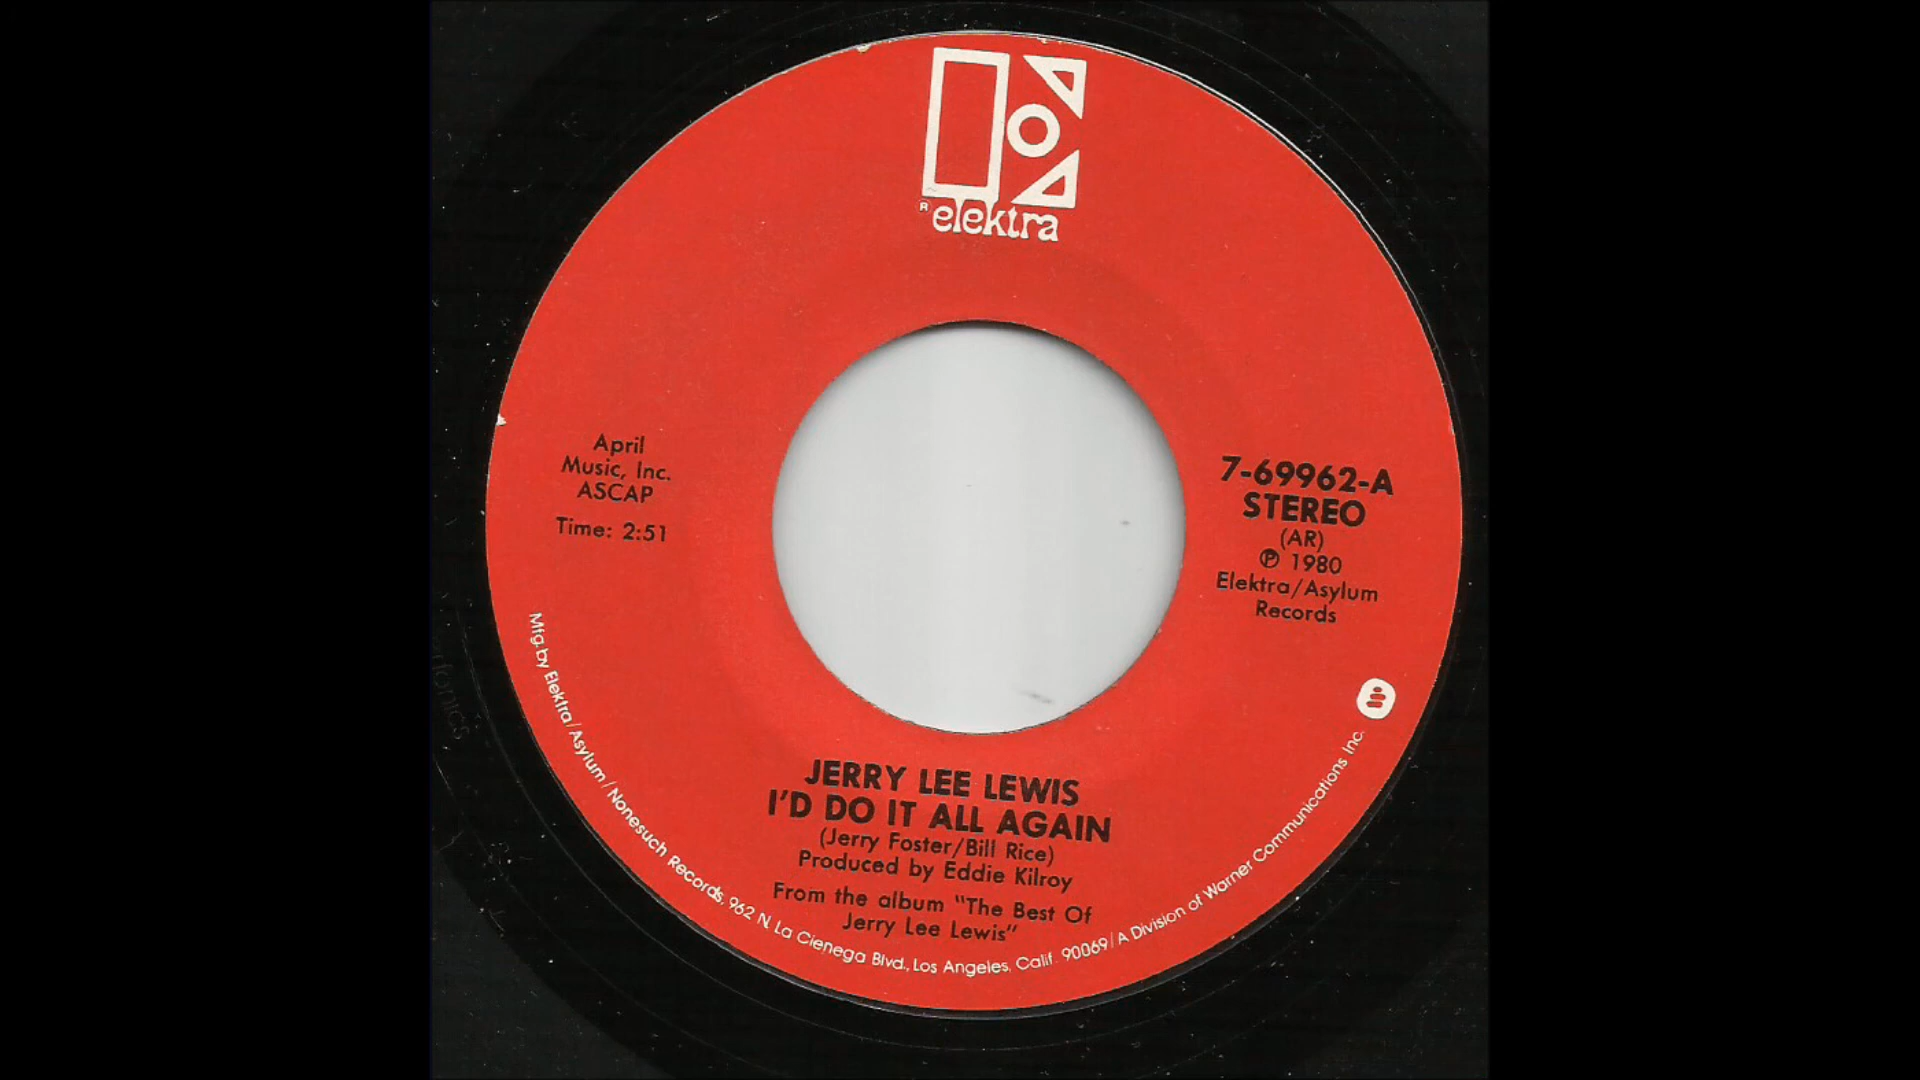 ® elektra
April
Music, Inc.
ASCAP
Time: 2:51
7-69962-A
STEREO
(AR)
℗ 1980
Elektra/Asylum
Records
JERRY LEE LEWIS
I'D DO IT ALL AGAIN
(Jerry Foster/Bill Rice)
Produced by Eddie Kilroy
From the album "The Best Of
Jerry Lee Lewis"
Mfg. by Elektra/Asylum/Nonesuch Records, 962 N. La Cienega Blvd., Los Angeles, Calif. 90069/A Division of Warner Communications Inc.